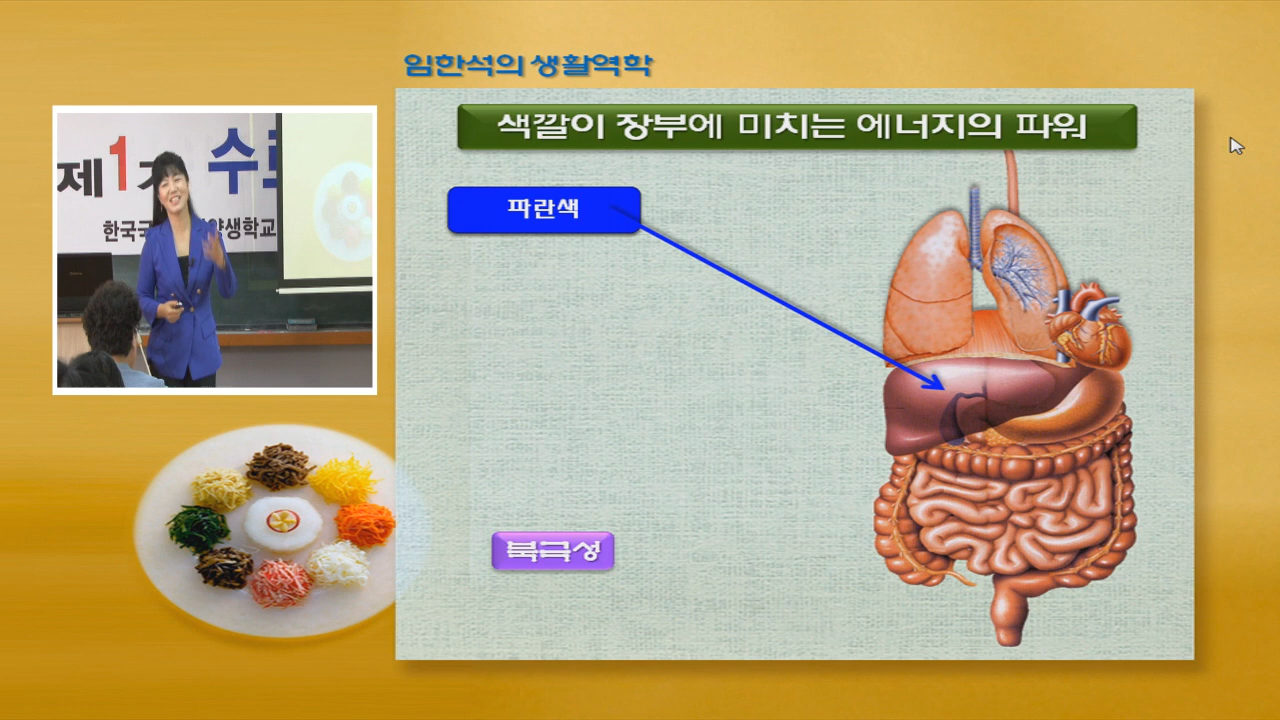 임한석의 생활역학
색깔이 장부에 미치는 에너지의 파워
파란색
북극성
제1
수
한국
양생학교